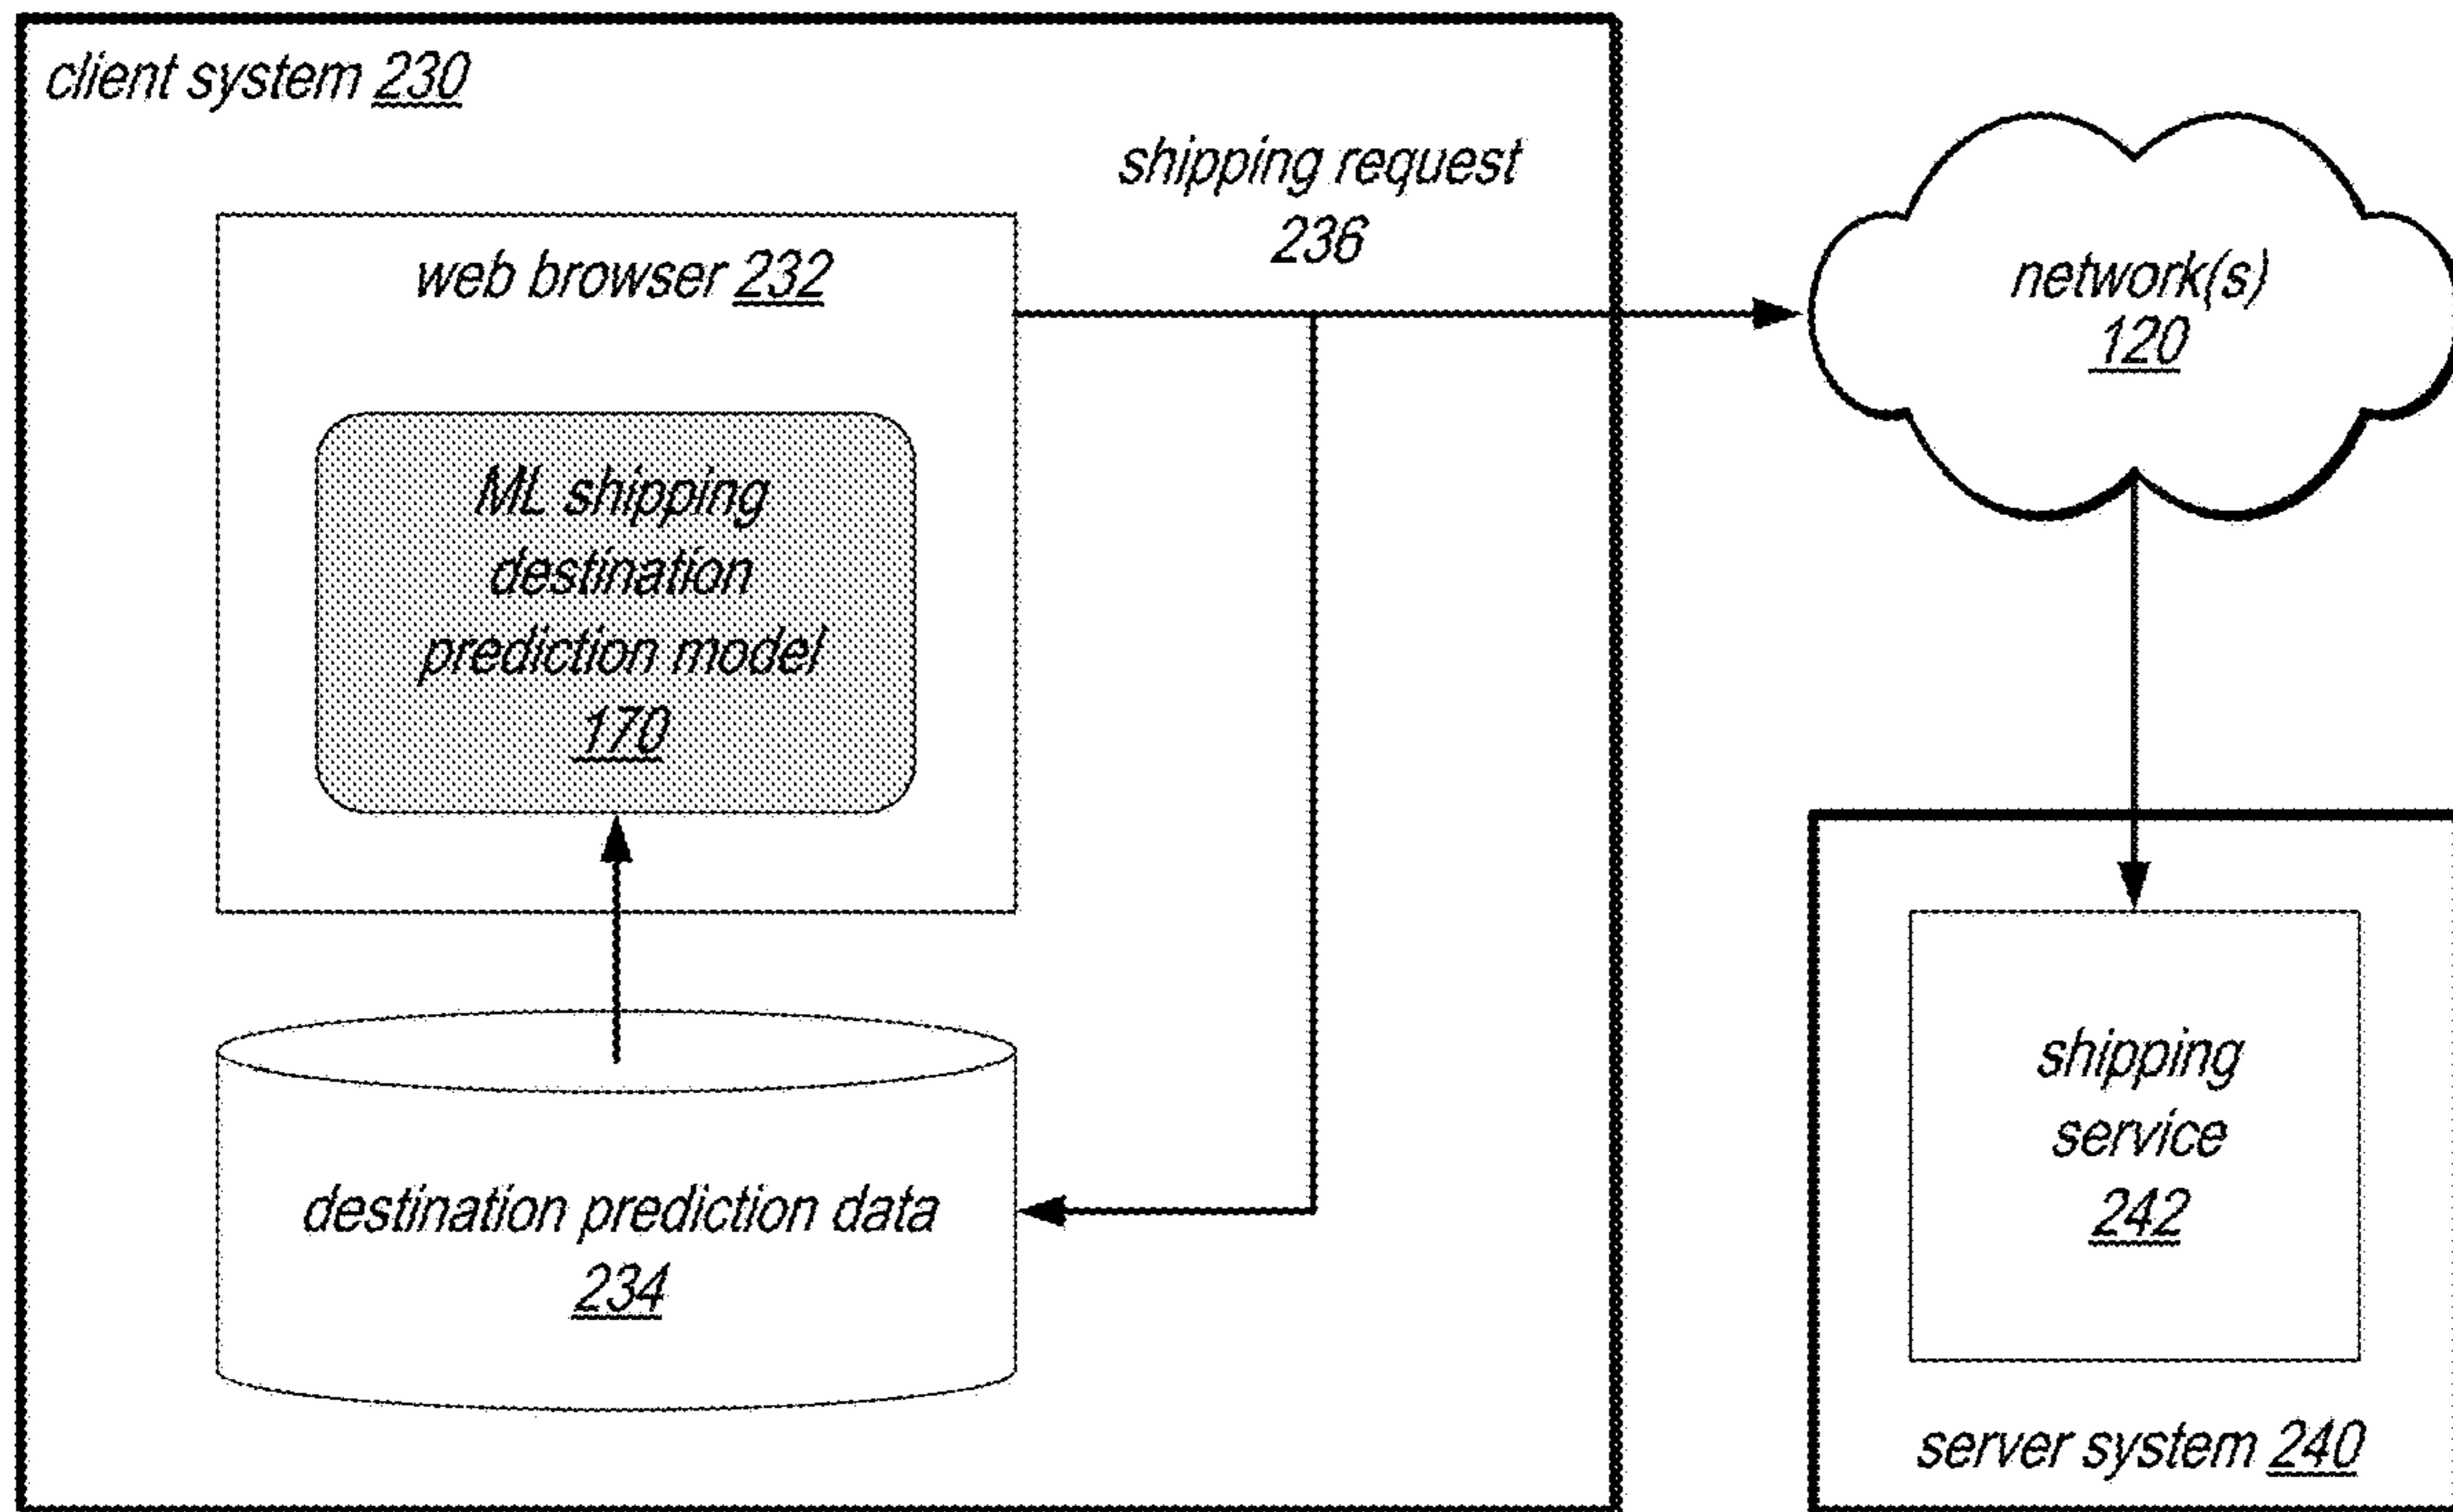 client system 230
shipping request
236
web browser 232
network(s)
120
ML shipping
destination
prediction model
170
shipping
service
242
destination prediction data
234
server system 240